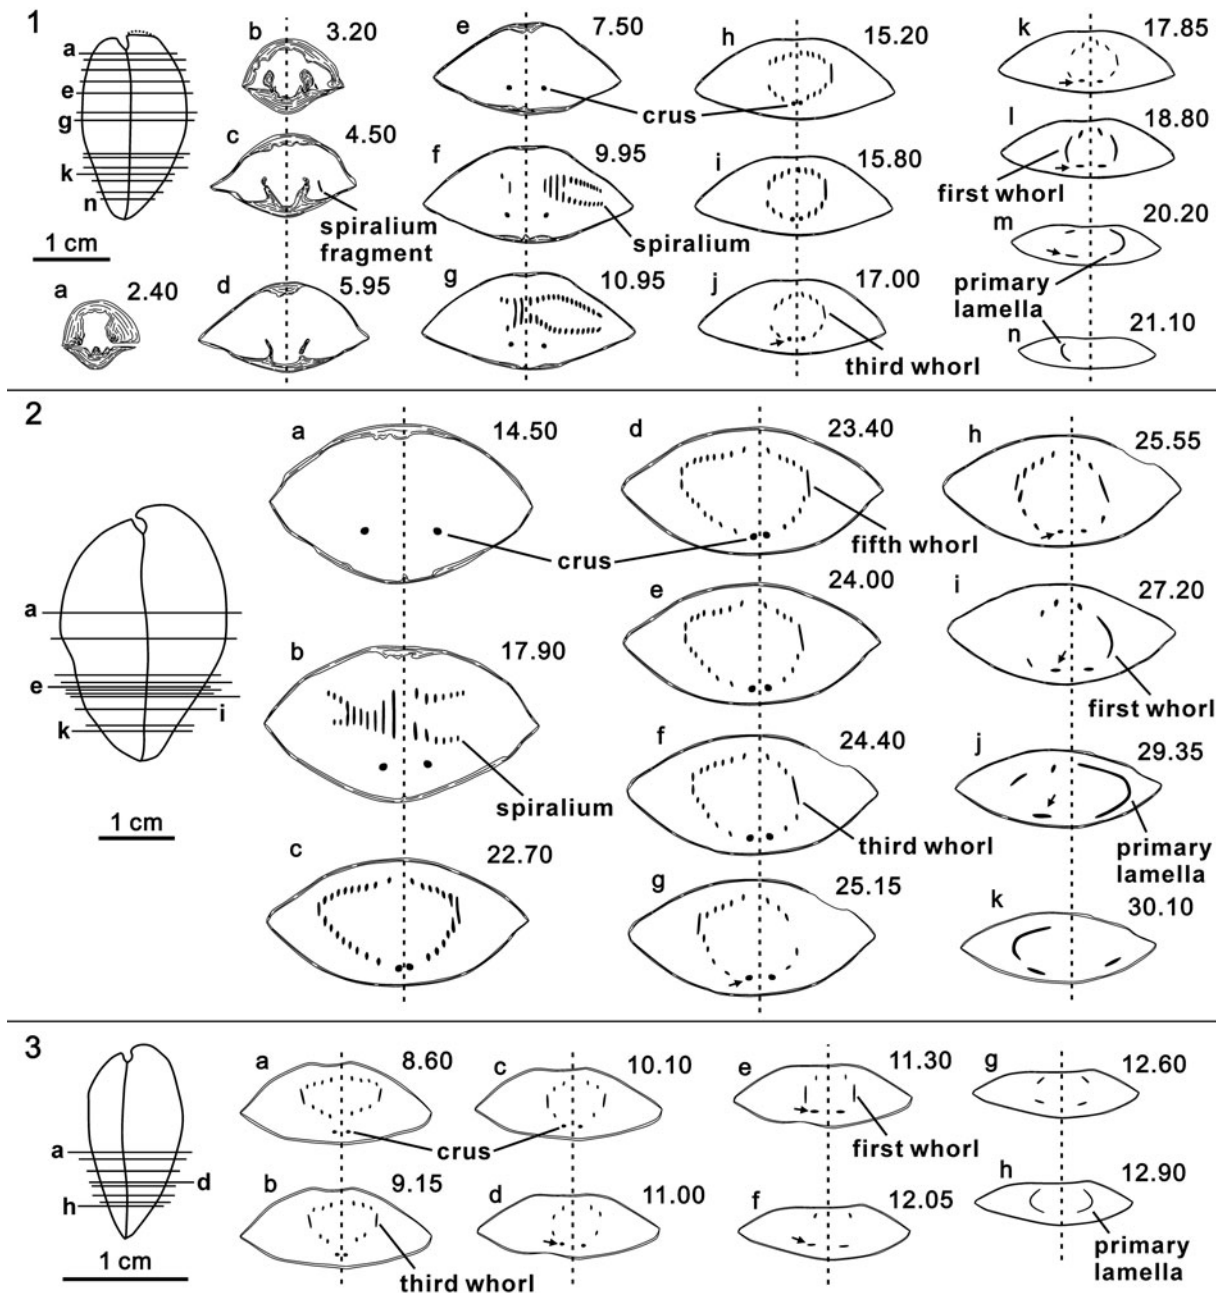 1
a
e
g
k
n
1 cm
a 2.40
b 3.20
c 4.50
spiralium
fragment
d 5.95
e 7.50
crus
f 9.95
spiralium
g 10.95
h 15.20
i 15.80
j 17.00
third whorl
k 17.85
l 18.80
first whorl
m 20.20
primary
lamella
n 21.10
2
a
e
i
k
1 cm
a 14.50
crus
b 17.90
spiralium
c 22.70
d 23.40
fifth whorl
e 24.00
f 24.40
third whorl
g 25.15
h 25.55
i 27.20
first whorl
j 29.35
primary
lamella
k 30.10
3
a
d
h
1 cm
a 8.60
crus
b 9.15
third whorl
c 10.10
d 11.00
e 11.30
first whorl
f 12.05
g 12.60
h 12.90
primary
lamella